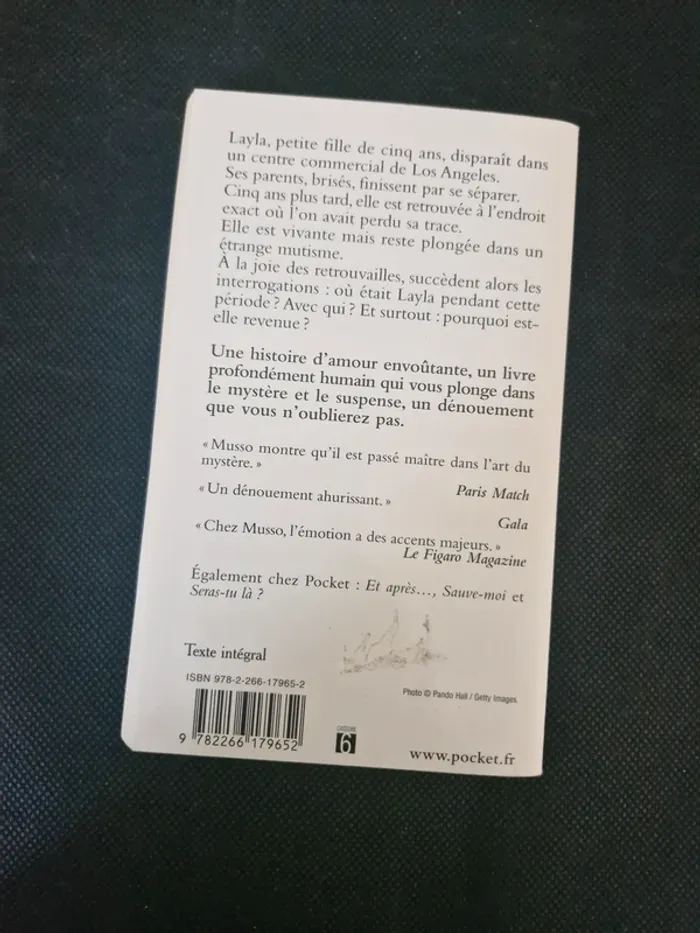 Layla, petite fille de cinq ans, disparaît dans
un centre commercial de Los Angeles.
Ses parents, brisés, finissent par se séparer.
Cinq ans plus tard, elle est retrouvée à l'endroit
exact où l'on avait perdu sa trace.
Elle est vivante mais reste plongée dans un
étrange mutisme.
À la joie des retrouvailles, succèdent alors les
interrogations : où était Layla pendant cette
période ? Avec qui ? Et surtout : pourquoi est-
elle revenue ?
Une histoire d'amour envoûtante, un livre
profondément humain qui vous plonge dans
le mystère et le suspense, un dénouement
que vous n'oublierez pas.
« Musso montre qu'il est passé maître dans l'art du
mystère. »
Paris Match
« Un dénouement ahurissant. »
Gala
« Chez Musso, l'émotion a des accents majeurs. »
Le Figaro Magazine
Également chez Pocket : Et après…, Sauve-moi et
Seras-tu là ?
Texte intégral
ISBN 978-2-266-17965-2
Photo © Pando Hall / Getty Images.
9 782266 179652
CATÉGORIE
6
www.pocket.fr